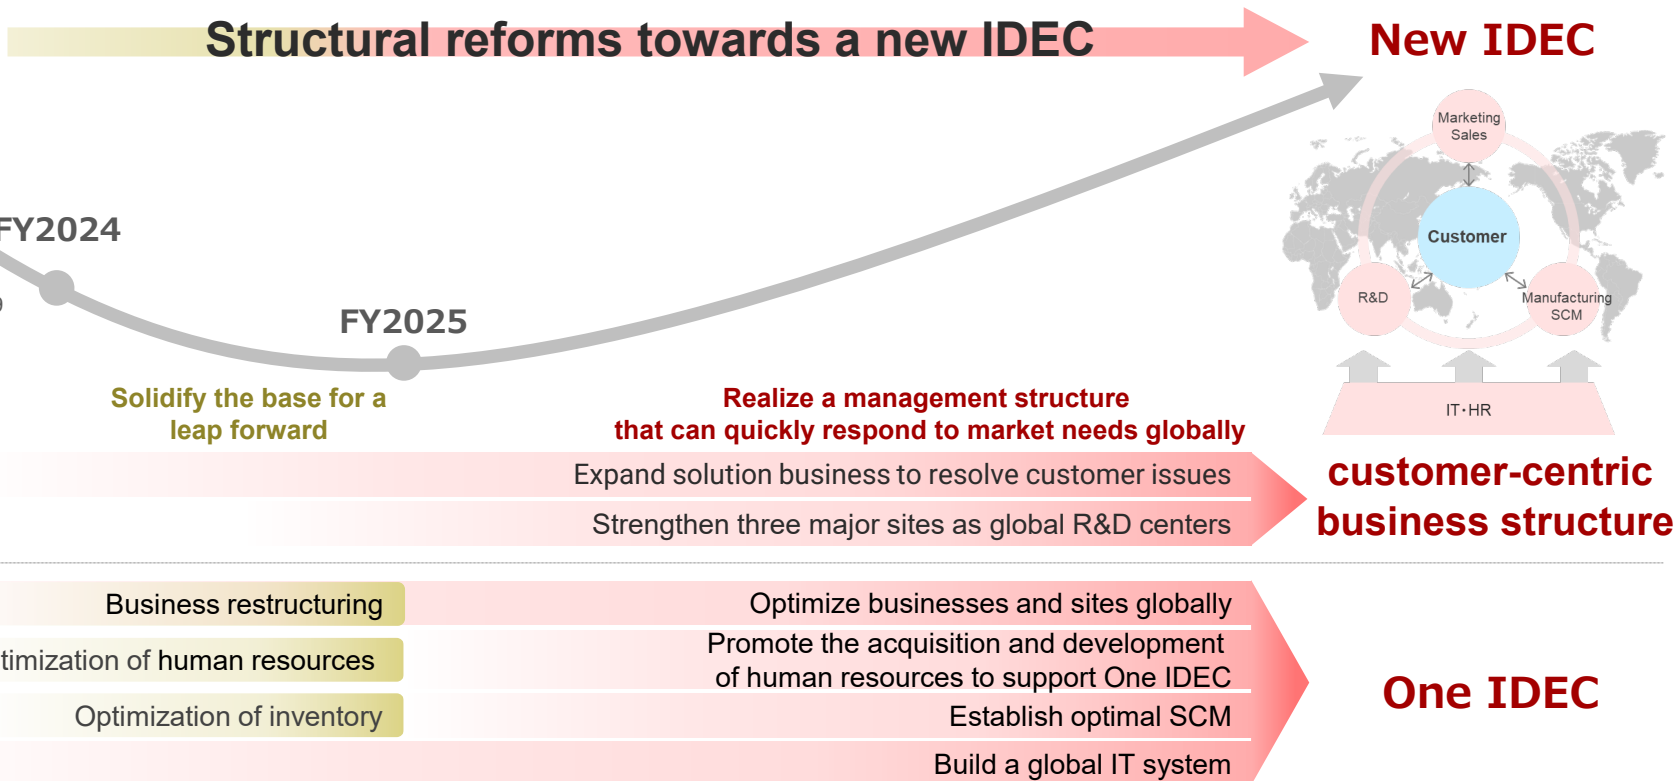 Structural reforms towards a new IDEC
New IDEC
Marketing
Sales
Customer
R&D
Manufacturing
SCM
IT・HR
FY2024
9
FY2025
Solidify the base for a
leap forward
Realize a management structure
that can quickly respond to market needs globally
Expand solution business to resolve customer issues
Strengthen three major sites as global R&D centers
customer-centric
business structure
Business restructuring
Optimize businesses and sites globally
timization of human resources
Promote the acquisition and development
of human resources to support One IDEC
Optimization of inventory
Establish optimal SCM
Build a global IT system
One IDEC